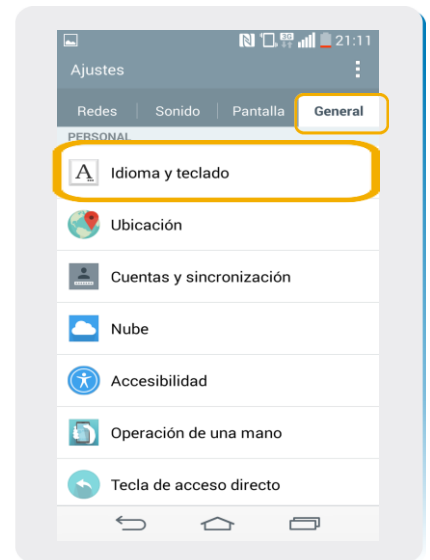 3G 21:11
Ajustes
Redes Sonido Pantalla General
PERSONAL
A Idioma y teclado
Ubicación
Cuentas y sincronización
Nube
Accesibilidad
Operación de una mano
Tecla de acceso directo